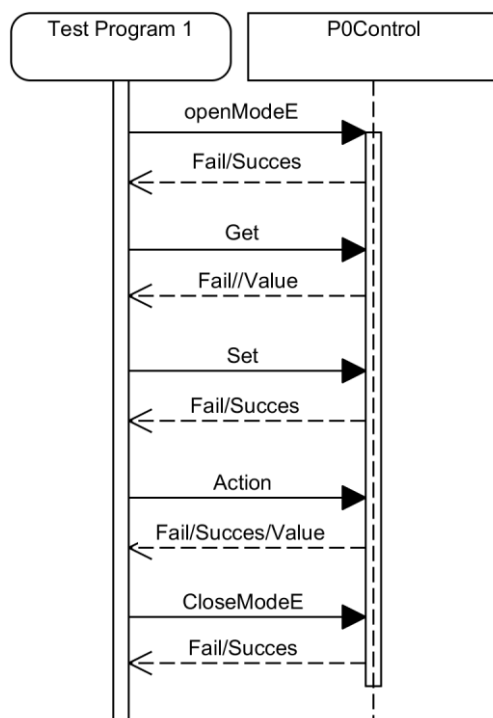 Test Program 1
P0Control
openModeE
Fail/Succes
Get
Fail//Value
Set
Fail/Succes
Action
Fail/Succes/Value
CloseModeE
Fail/Succes